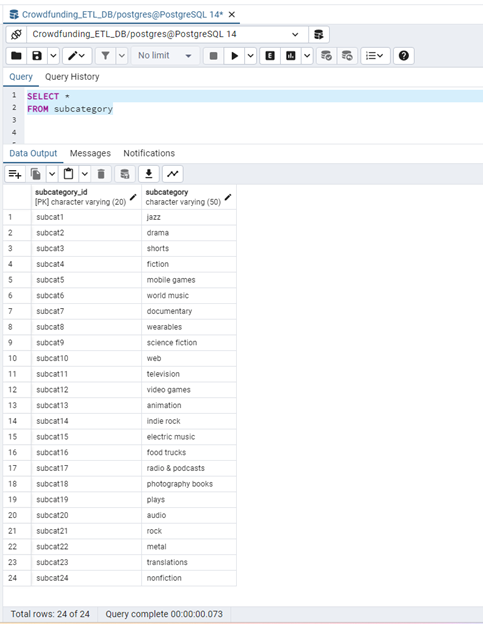 Crowdfunding_ETL_DB/postgres@PostgreSQL 14*
Crowdfunding_ETL_DB/postgres@PostgreSQL 14
No limit
E
Query Query History
1 SELECT *
2 FROM subcategory
3
4
Data Output Messages Notifications
subcategory_id subcategory
[PK] character varying (20) character varying (50)
1 subcat1 jazz
2 subcat2 drama
3 subcat3 shorts
4 subcat4 fiction
5 subcat5 mobile games
6 subcat6 world music
7 subcat7 documentary
8 subcat8 wearables
9 subcat9 science fiction
10 subcat10 web
11 subcat11 television
12 subcat12 video games
13 subcat13 animation
14 subcat14 indie rock
15 subcat15 electric music
16 subcat16 food trucks
17 subcat17 radio & podcasts
18 subcat18 photography books
19 subcat19 plays
20 subcat20 audio
21 subcat21 rock
22 subcat22 metal
23 subcat23 translations
24 subcat24 nonfiction
Total rows: 24 of 24 Query complete 00:00:00.073